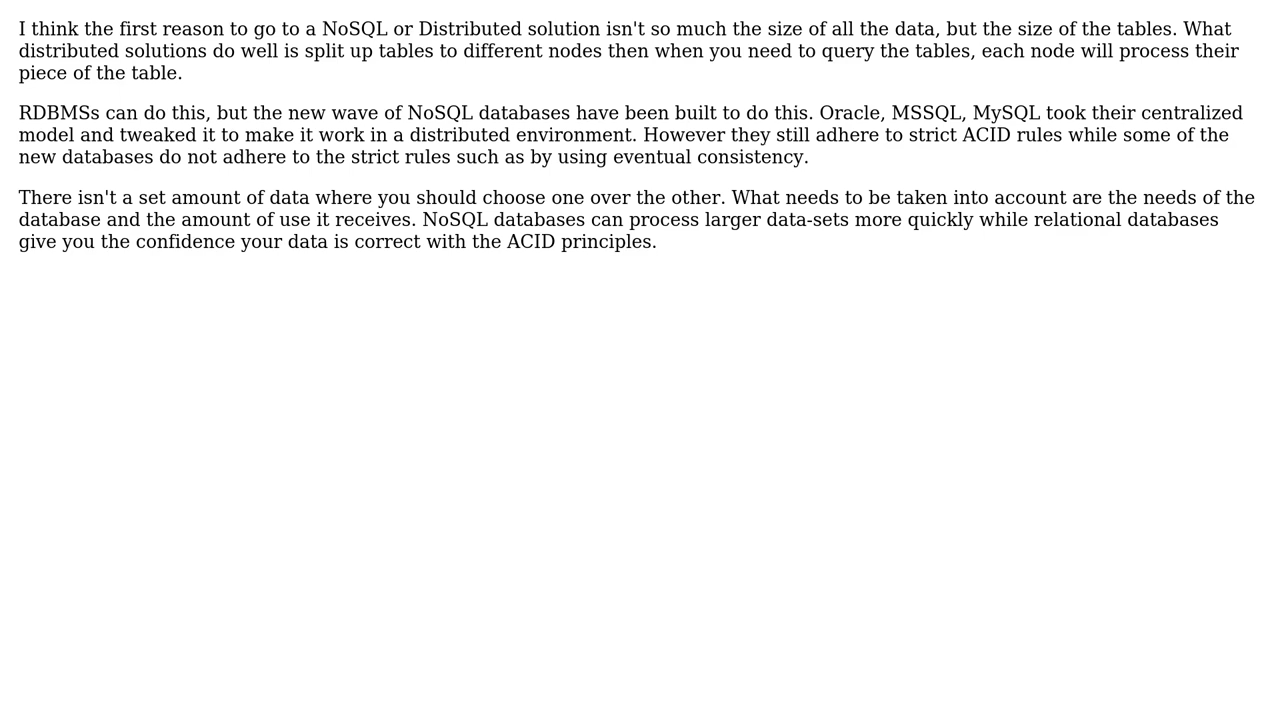 I think the first reason to go to a NoSQL or Distributed solution isn't so much the size of all the data, but the size of the tables. What
distributed solutions do well is split up tables to different nodes then when you need to query the tables, each node will process their
piece of the table.
RDBMSs can do this, but the new wave of NoSQL databases have been built to do this. Oracle, MSSQL, MySQL took their centralized
model and tweaked it to make it work in a distributed environment. However they still adhere to strict ACID rules while some of the
new databases do not adhere to the strict rules such as by using eventual consistency.
There isn't a set amount of data where you should choose one over the other. What needs to be taken into account are the needs of the
database and the amount of use it receives. NoSQL databases can process larger data-sets more quickly while relational databases
give you the confidence your data is correct with the ACID principles.